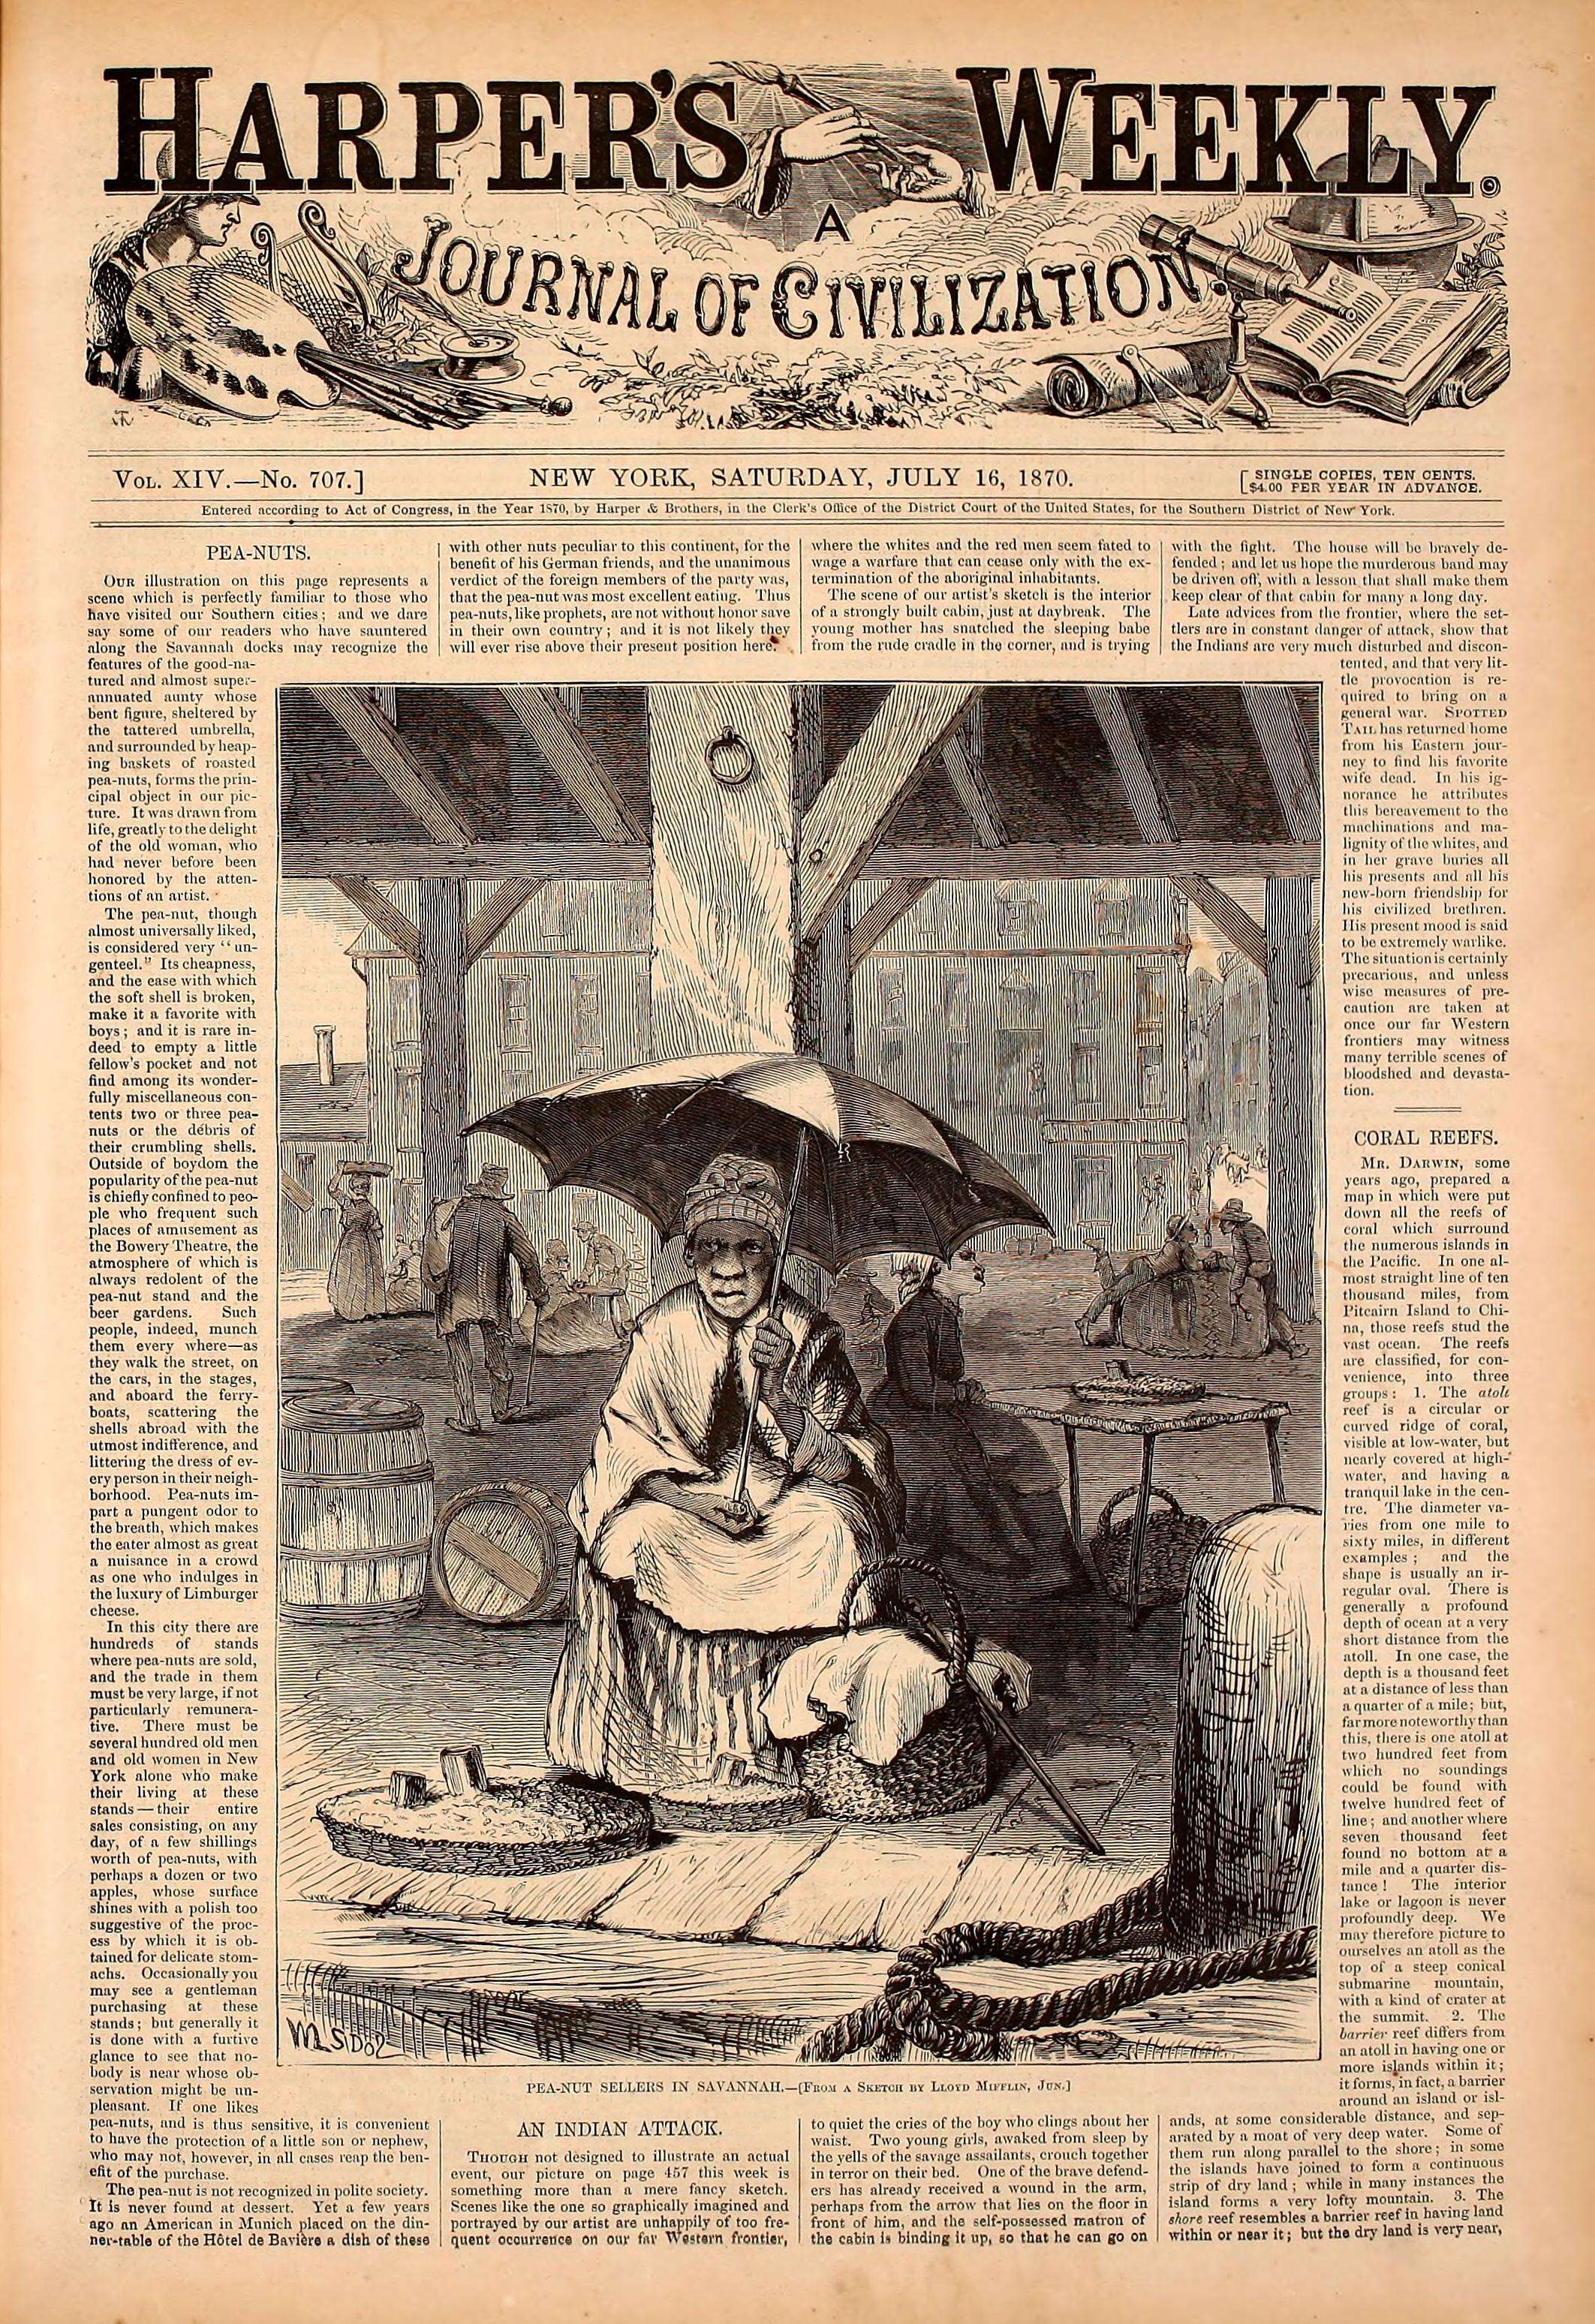 HARPER'S WEEKLY.
A
JOURNAL OF CIVILIZATION.
VOL. XIV.—No. 707.]
NEW YORK, SATURDAY, JULY 16, 1870.
[SINGLE COPIES, TEN CENTS.
$4.00 PER YEAR IN ADVANCE.
Entered according to Act of Congress, in the Year 1870, by Harper & Brothers, in the Clerk's Office of the District Court of the United States, for the Southern District of New York.
PEA-NUTS.
OUR illustration on this page represents a
scene which is perfectly familiar to those who
have visited our Southern cities; and we dare
say some of our readers who have sauntered
along the Savannah docks may recognize the
features of the good-na-
tured and almost super-
annuated aunty whose
bent figure, sheltered by
the tattered umbrella,
and surrounded by heap-
ing baskets of roasted
pea-nuts, forms the prin-
cipal object in our pic-
ture. It was drawn from
life, greatly to the delight
of the old woman, who
had never before been
honored by the atten-
tions of an artist.
The pea-nut, though
almost universally liked,
is considered very "un-
genteel." Its cheapness,
and the ease with which
the soft shell is broken,
make it a favorite with
boys; and it is rare in-
deed to empty a little
fellow's pocket and not
find among its wonder-
fully miscellaneous con-
tents two or three pea-
nuts or the débris of
their crumbling shells.
Outside of boydom the
popularity of the pea-nut
is chiefly confined to peo-
ple who frequent such
places of amusement as
the Bowery Theatre, the
atmosphere of which is
always redolent of the
pea-nut stand and the
beer gardens. Such
people, indeed, munch
them every where—as
they walk the street, on
the cars, in the stages,
and aboard the ferry-
boats, scattering the
shells abroad with the
utmost indifference, and
littering the dress of ev-
ery person in their neigh-
borhood. Pea-nuts im-
part a pungent odor to
the breath, which makes
the eater almost as great
a nuisance in a crowd
as one who indulges in
the luxury of Limburger
cheese.
In this city there are
hundreds of stands
where pea-nuts are sold,
and the trade in them
must be very large, if not
particularly remunera-
tive. There must be
several hundred old men
and old women in New
York alone who make
their living at these
stands—their entire
sales consisting, on any
day, of a few shillings
worth of pea-nuts, with
perhaps a dozen or two
apples, whose surface
shines with a polish too
suggestive of the proc-
ess by which it is ob-
tained for delicate stom-
achs. Occasionally you
may see a gentleman
purchasing at these
stands; but generally it
is done with a furtive
glance to see that no-
body is near whose ob-
servation might be un-
pleasant. If one likes
pea-nuts, and is thus sensitive, it is convenient
to have the protection of a little son or nephew,
who may not, however, in all cases reap the ben-
efit of the purchase.
The pea-nut is not recognized in polite society.
It is never found at dessert. Yet a few years
ago an American in Munich placed on the din-
ner-table of the Hôtel de Bavière a dish of these
with other nuts peculiar to this continent, for the
benefit of his German friends, and the unanimous
verdict of the foreign members of the party was,
that the pea-nut was most excellent eating. Thus
pea-nuts, like prophets, are not without honor save
in their own country; and it is not likely they
will ever rise above their present position here.
WLSDOL
PEA-NUT SELLERS IN SAVANNAH.—[FROM A SKETCH BY LLOYD MIFFLIN, JUN.]
AN INDIAN ATTACK.
THOUGH not designed to illustrate an actual
event, our picture on page 457 this week is
something more than a mere fancy sketch.
Scenes like the one so graphically imagined and
portrayed by our artist are unhappily of too fre-
quent occurrence on our far Western frontier,
where the whites and the red men seem fated to
wage a warfare that can cease only with the ex-
termination of the aboriginal inhabitants.
The scene of our artist's sketch is the interior
of a strongly built cabin, just at daybreak. The
young mother has snatched the sleeping babe
from the rude cradle in the corner, and is trying
to quiet the cries of the boy who clings about her
waist. Two young girls, awaked from sleep by
the yells of the savage assailants, crouch together
in terror on their bed. One of the brave defend-
ers has already received a wound in the arm,
perhaps from the arrow that lies on the floor in
front of him, and the self-possessed matron of
the cabin is binding it up, so that he can go on
with the fight. The house will be bravely de-
fended; and let us hope the murderous band may
be driven off, with a lesson that shall make them
keep clear of that cabin for many a long day.
Late advices from the frontier, where the set-
tlers are in constant danger of attack, show that
the Indians are very much disturbed and discon-
tented, and that very lit-
tle provocation is re-
quired to bring on a
general war. SPOTTED
TAIL has returned home
from his Eastern jour-
ney to find his favorite
wife dead. In his ig-
norance he attributes
this bereavement to the
machinations and ma-
lignity of the whites, and
in her grave buries all
his presents and all his
new-born friendship for
his civilized brethren.
His present mood is said
to be extremely warlike.
The situation is certainly
precarious, and unless
wise measures of pre-
caution are taken at
once our far Western
frontiers may witness
many terrible scenes of
bloodshed and devasta-
tion.
CORAL REEFS.
MR. DARWIN, some
years ago, prepared a
map in which were put
down all the reefs of
coral which surround
the numerous islands in
the Pacific. In one al-
most straight line of ten
thousand miles, from
Pitcairn Island to Chi-
na, those reefs stud the
vast ocean. The reefs
are classified, for con-
venience, into three
groups: 1. The atoll
reef is a circular or
curved ridge of coral,
visible at low-water, but
nearly covered at high-
water, and having a
tranquil lake in the cen-
tre. The diameter va-
ries from one mile to
sixty miles, in different
examples; and the
shape is usually an ir-
regular oval. There is
generally a profound
depth of ocean at a very
short distance from the
atoll. In one case, the
depth is a thousand feet
at a distance of less than
a quarter of a mile; but,
far more noteworthy than
this, there is one atoll at
two hundred feet from
which no soundings
could be found with
twelve hundred feet of
line; and another where
seven thousand feet
found no bottom at a
mile and a quarter dis-
tance! The interior
lake or lagoon is never
profoundly deep. We
may therefore picture to
ourselves an atoll as the
top of a steep conical
submarine mountain,
with a kind of crater at
the summit. 2. The
barrier reef differs from
an atoll in having one or
more islands within it;
it forms, in fact, a barrier
around an island or isl-
ands, at some considerable distance, and sep-
arated by a moat of very deep water. Some of
them run along parallel to the shore; in some
the islands have joined to form a continuous
strip of dry land; while in many instances the
island forms a very lofty mountain. 3. The
shore reef resembles a barrier reef in having land
within or near it; but the dry land is very near,